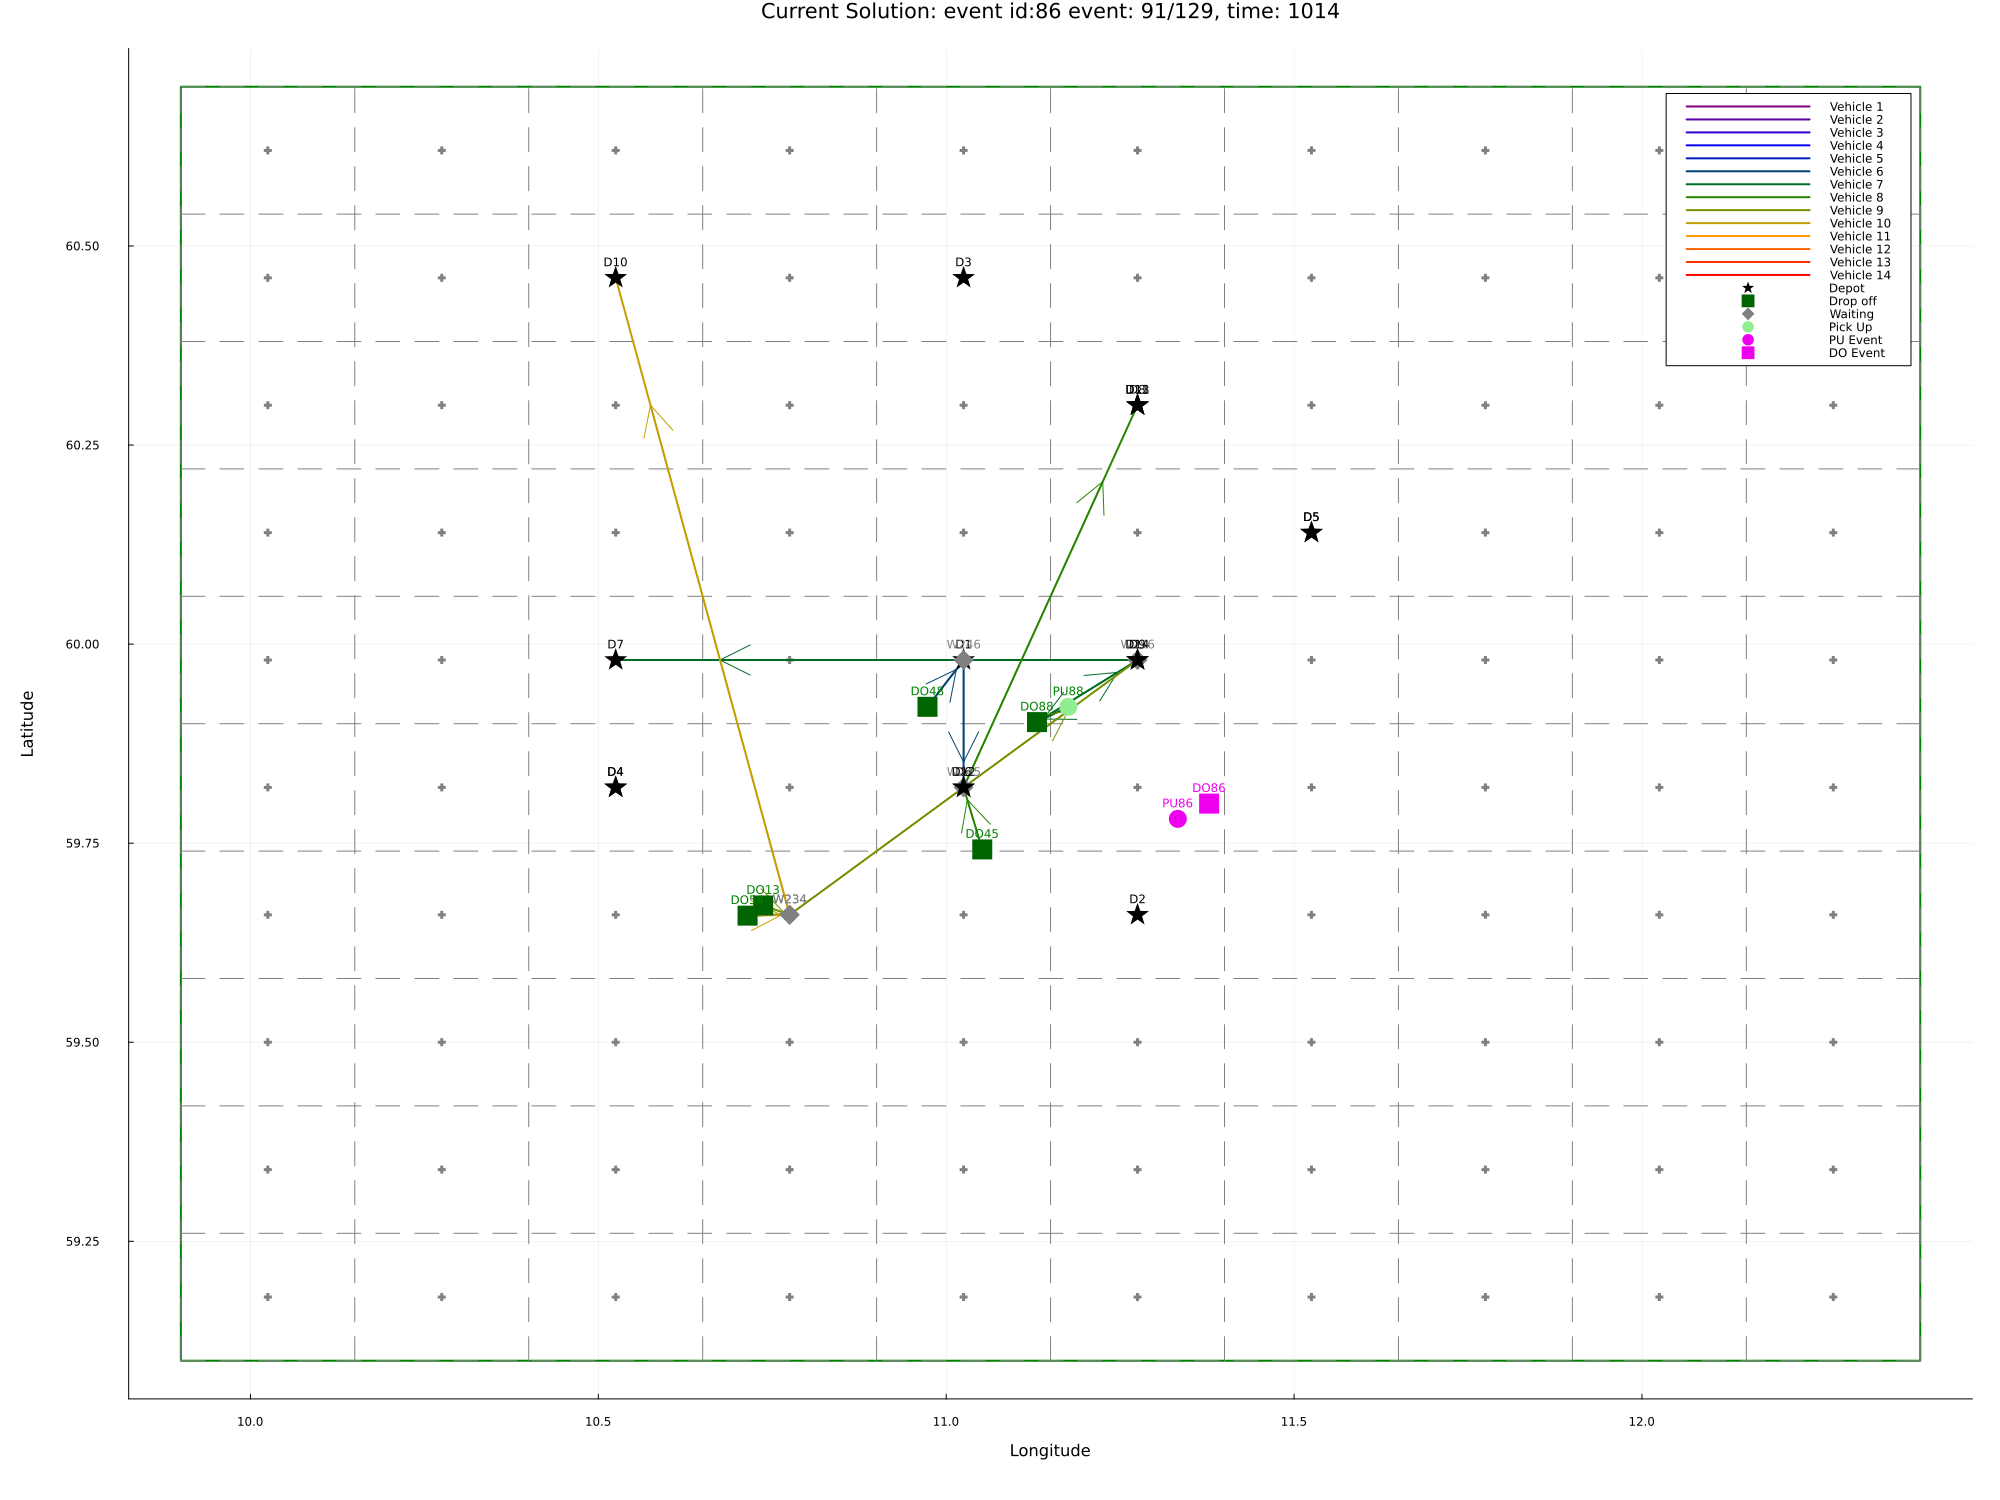 Current Solution: event id:86 event: 91/129, time: 1014
Vehicle 1
Vehicle 2
Vehicle 3
Vehicle 4
Vehicle 5
Vehicle 6
Vehicle 7
Vehicle 8
Vehicle 9
Vehicle 10
Vehicle 11
Vehicle 12
Vehicle 13
Vehicle 14
Depot
Drop off
Waiting
Pick Up
PU Event
DO Event
60.50
D10
D3
60.25
D5
60.00
D7
D1
DO48
PU88
DO88
D4
DO86
PU86
59.75
DO45
DO13
W234
D2
59.50
59.25
Latitude
10.0
10.5
11.0
11.5
12.0
Longitude